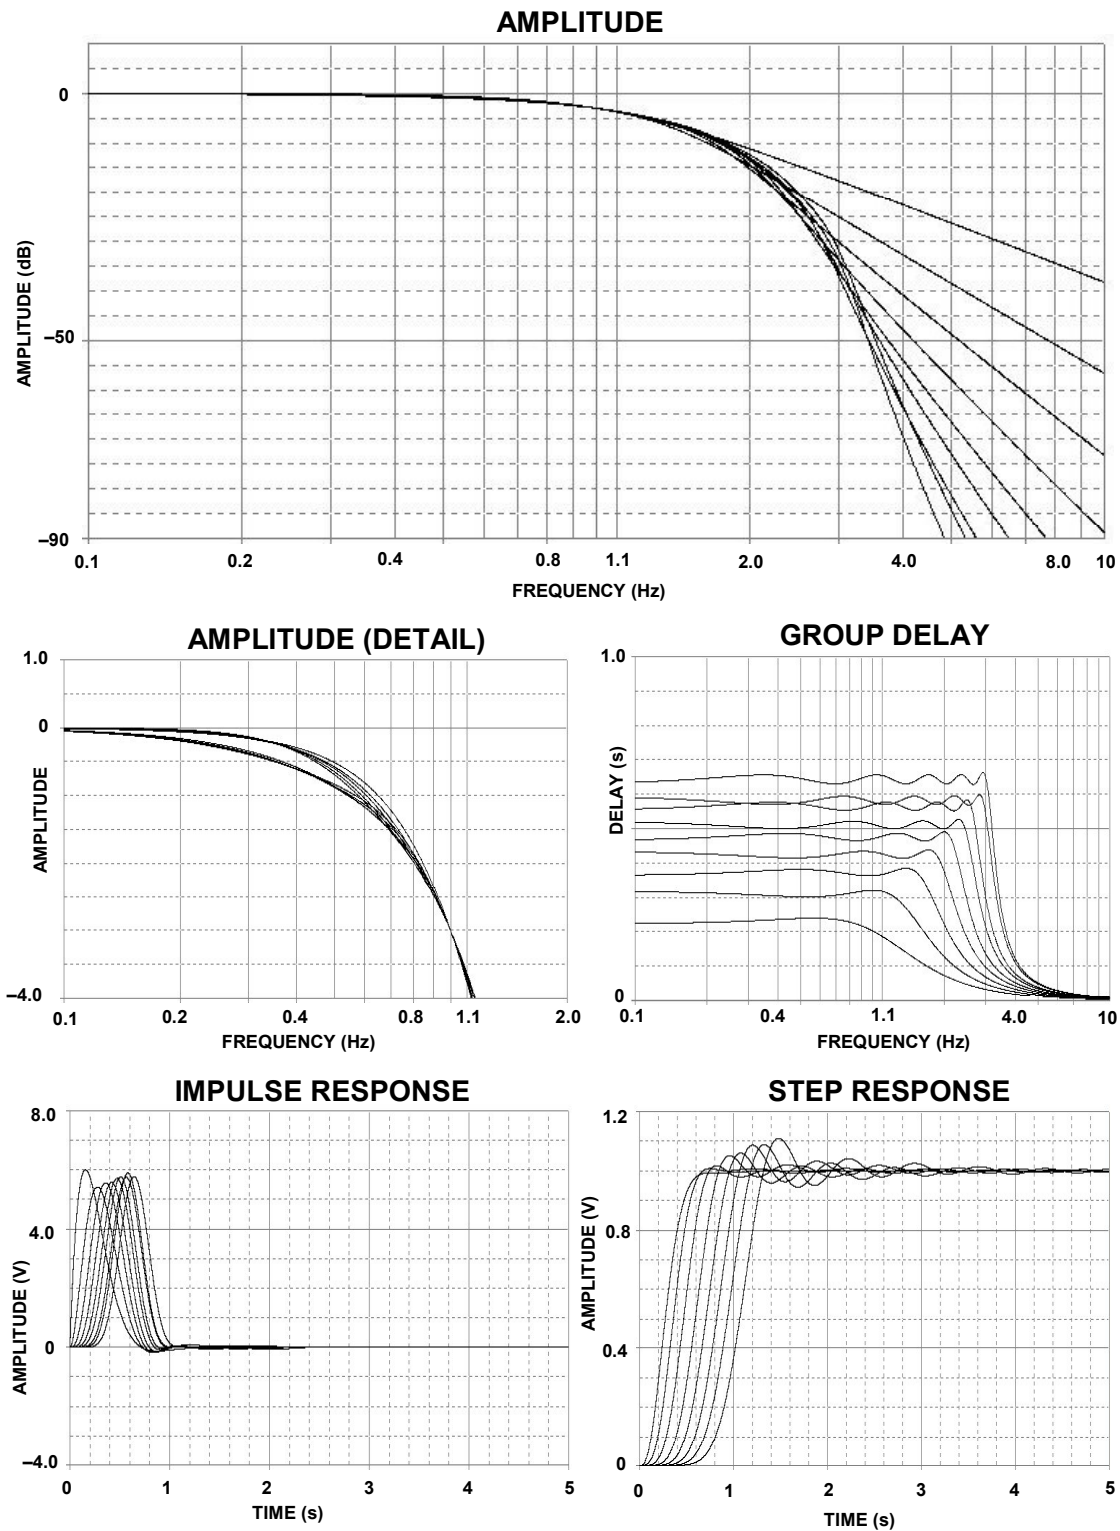 AMPLITUDE
0
–50
–90
AMPLITUDE (dB)
0.1 0.2 0.4 0.8 1.1 2.0 4.0 8.0 10
FREQUENCY (Hz)
AMPLITUDE (DETAIL)
1.0
0
–4.0
AMPLITUDE
0.1 0.2 0.4 0.8 1.1 2.0
FREQUENCY (Hz)
GROUP DELAY
1.0
0
DELAY (s)
0.1 0.4 1.1 4.0 10
FREQUENCY (Hz)
IMPULSE RESPONSE
8.0
4.0
0
–4.0
AMPLITUDE (V)
0 1 2 3 4 5
TIME (s)
STEP RESPONSE
1.2
0.8
0.4
0
AMPLITUDE (V)
0 1 2 3 4 5
TIME (s)